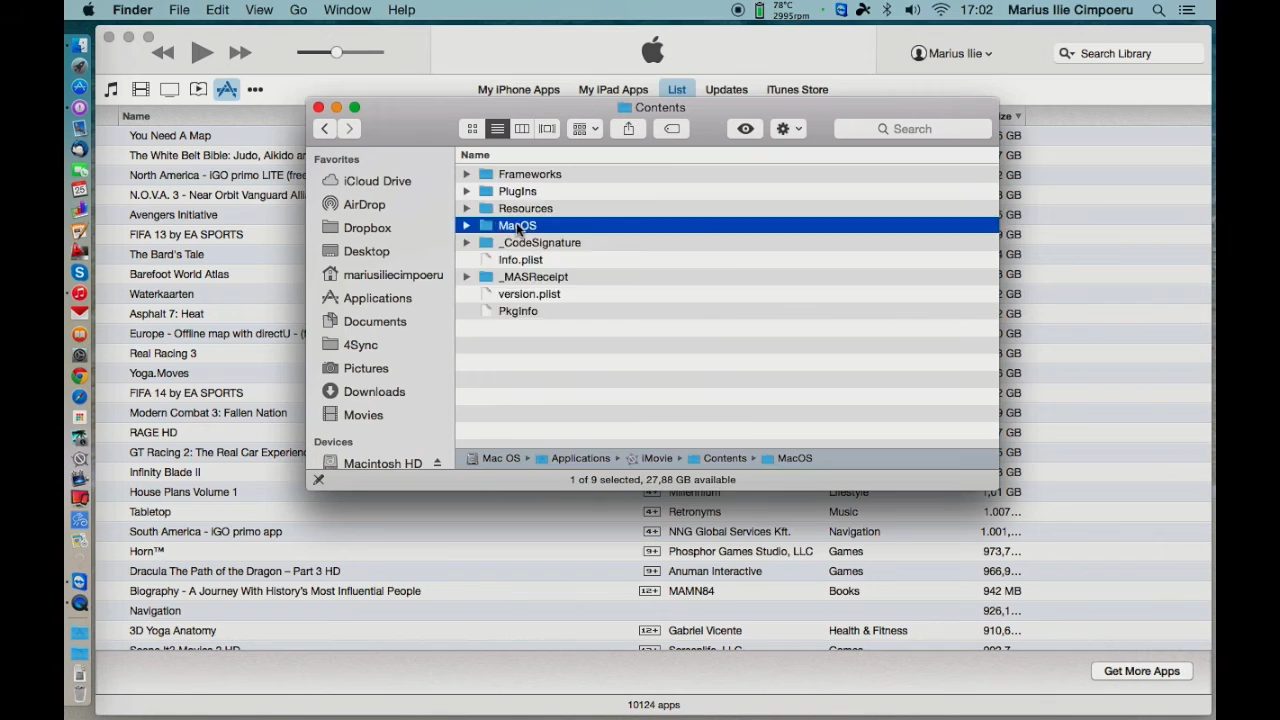 Finder File Edit View Go Window Help 78°C 2995rpm 17:02 Marius Ilie Cimpoeru
Marius Ilie Search Library
My iPhone Apps My iPad Apps List Updates iTunes Store
Name
You Need A Map
The White Belt Bible: Judo, Aikido an
North America - iGO primo LITE (free
N.O.V.A. 3 - Near Orbit Vanguard Alli
Avengers Initiative
FIFA 13 by EA SPORTS
The Bard's Tale
Barefoot World Atlas
Waterkaarten
Asphalt 7: Heat
Europe - Offline map with directU - (f
Real Racing 3
Yoga.Moves
FIFA 14 by EA SPORTS
Modern Combat 3: Fallen Nation
RAGE HD
GT Racing 2: The Real Car Experienc
Infinity Blade II
Contents
Search
Favorites
iCloud Drive
AirDrop
Dropbox
Desktop
mariusiliecimpoeru
Applications
Documents
4Sync
Pictures
Downloads
Movies
Devices
Macintosh HD
Name
Frameworks
PlugIns
Resources
MacOS
_CodeSignature
Info.plist
_MASReceipt
version.plist
PkgInfo
Mac OS Applications iMovie Contents MacOS
1 of 9 selected, 27,88 GB available
House Plans Volume 1 4+ Millennium Lifestyle 1,01 GB
Tabletop 4+ Retronyms Music 1.007…
South America - iGO primo app 4+ NNG Global Services Kft. Navigation 1.001,…
Horn™ 9+ Phosphor Games Studio, LLC Games 973,7…
Dracula The Path of the Dragon – Part 3 HD 9+ Anuman Interactive Games 966,9…
Biography - A Journey With History's Most Influential People 12+ MAMN84 Books 942 MB
Navigation 926,1…
3D Yoga Anatomy 12+ Gabriel Vicente Health & Fitness 910,6…
Get More Apps
10124 apps